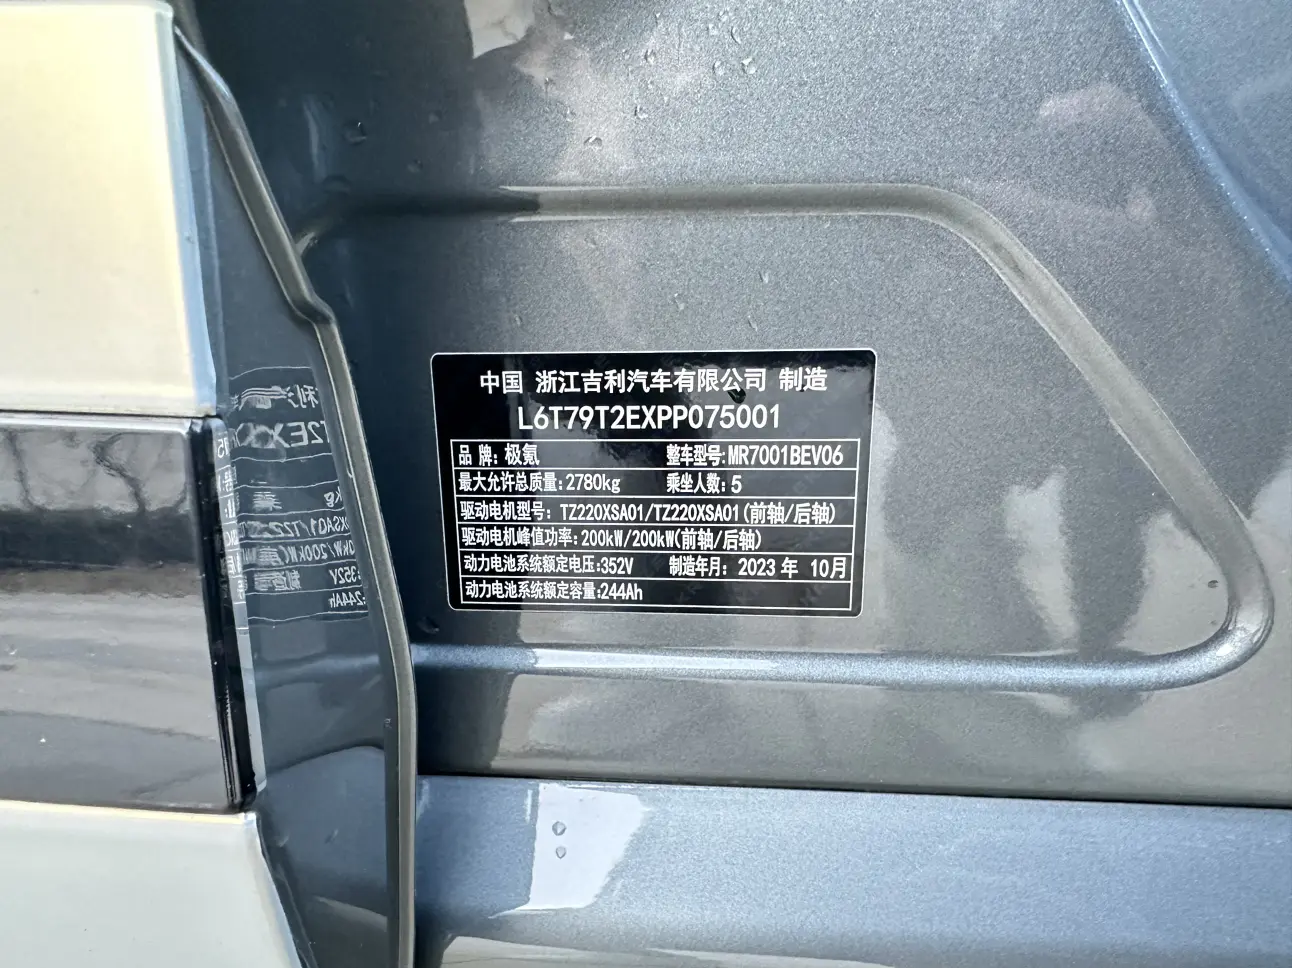 中国 浙江吉利汽车有限公司 制造
L6T79T2EXPP075001
品 牌: 极氪 整车型号:MR7001BEV06
最大允许总质量:2780kg 乘坐人数: 5
驱动电机型号: TZ220XSA01/TZ220XSA01(前轴/后轴)
驱动电机峰值功率:200kW/200kW(前轴/后轴)
动力电池系统额定电压:352V 制造年月: 2023 年 10月
动力电池系统额定容量:244Ah